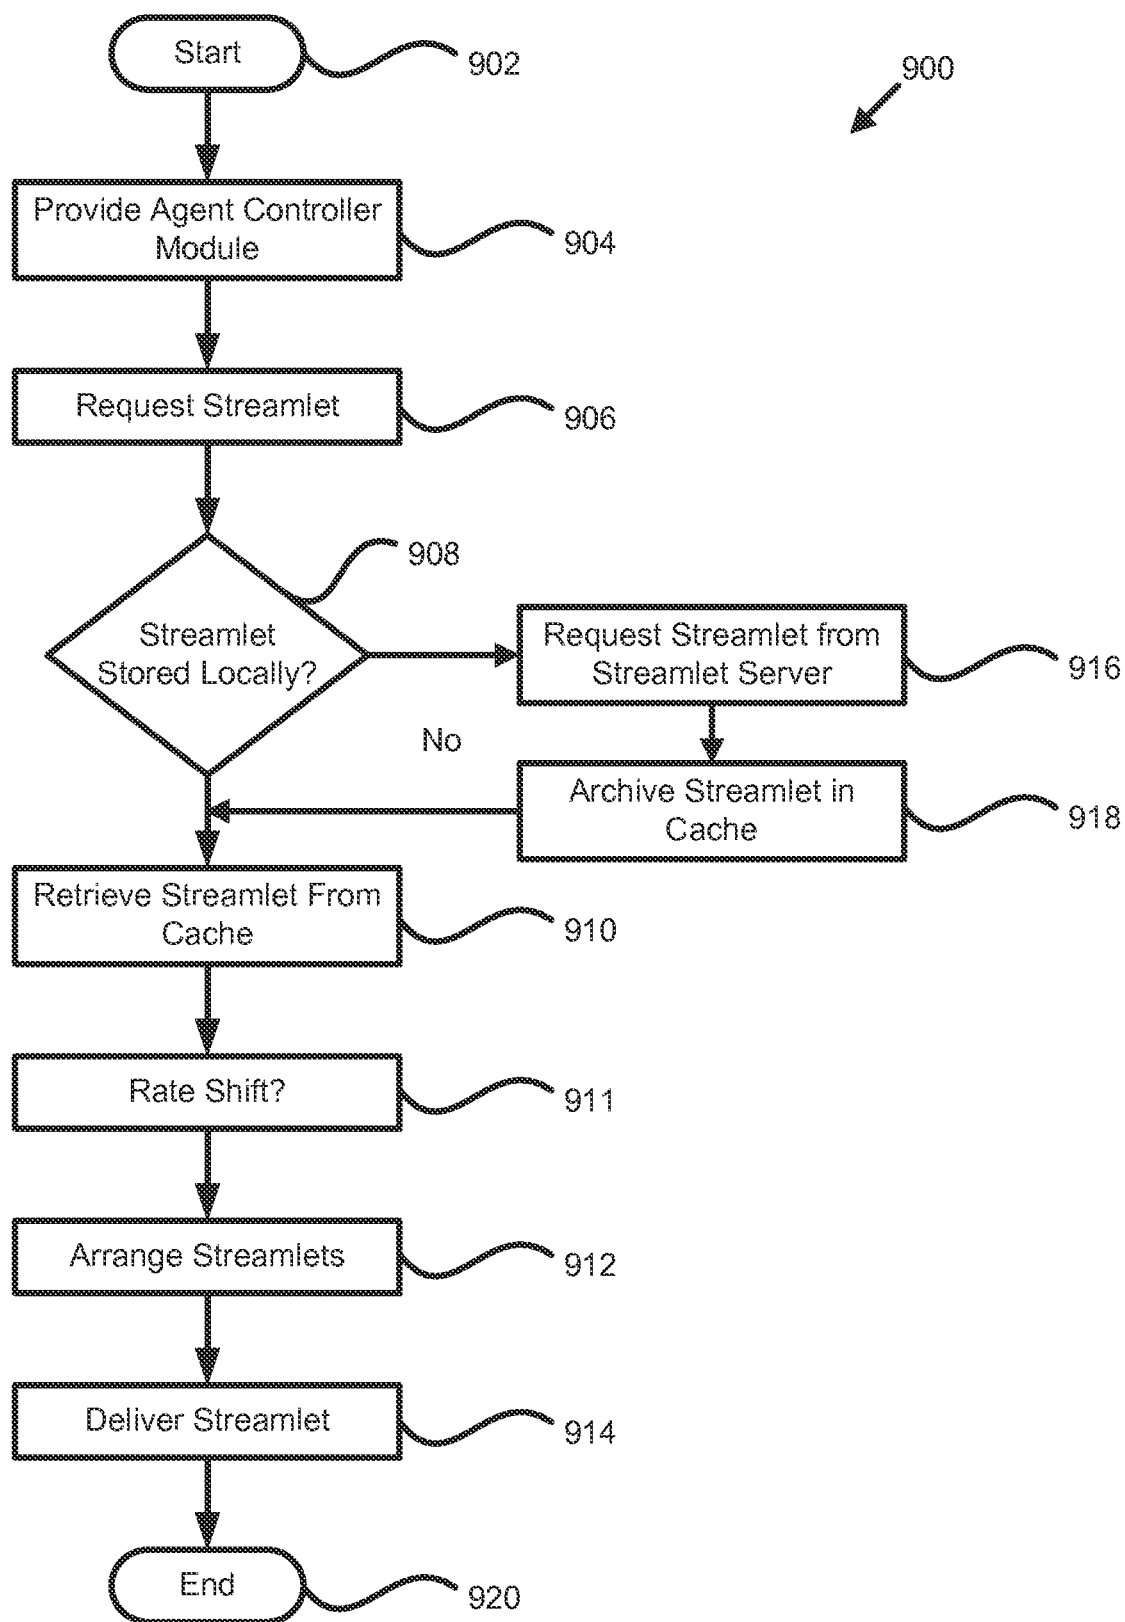 Start
902
900
Provide Agent Controller
Module
904
Request Streamlet
906
908
Streamlet
Stored Locally?
Request Streamlet from
Streamlet Server
916
No
Archive Streamlet in
Cache
918
Retrieve Streamlet From
Cache
910
Rate Shift?
911
Arrange Streamlets
912
Deliver Streamlet
914
End
920